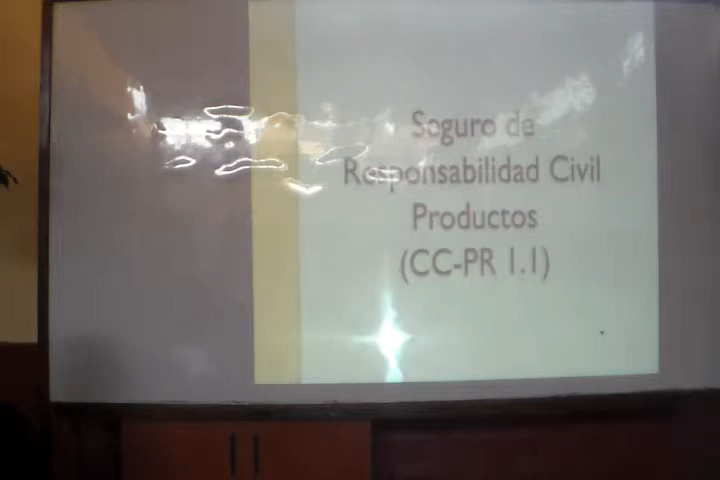 Seguro de
Responsabilidad Civil
Productos
(CC-PR 1.1)